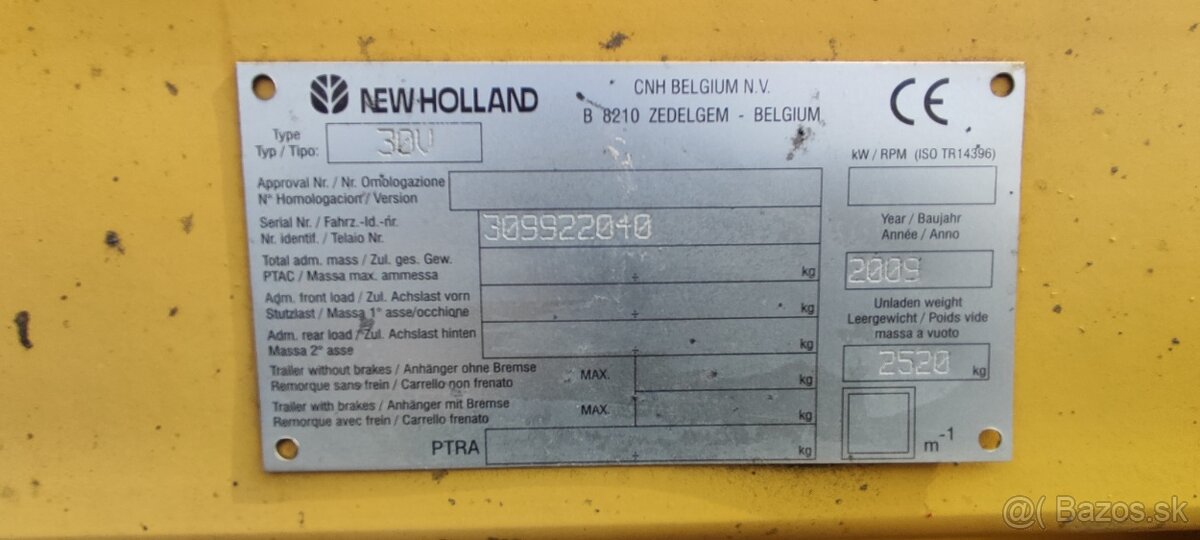 NEW HOLLAND
CNH BELGIUM N.V.
B 8210 ZEDELGEM - BELGIUM
CE
Type
Typ / Tipo: 30V
kW / RPM (ISO TR14396)
Approval Nr. / Nr. Omologazione
N° Homologacion / Version
Serial Nr. / Fahrz.-Id.-nr.
Nr. identif. / Telaio Nr.
309922040
Year / Baujahr
Année / Anno
2009
Total adm. mass / Zul. ges. Gew.
PTAC / Massa max. ammessa
÷ kg
Adm. front load / Zul. Achslast vorn
Stutzlast / Massa 1° asse/occhione
÷ kg
Unladen weight
Leergewicht / Poids vide
massa a vuoto
2520 kg
Adm. rear load / Zul. Achslast hinten
Massa 2° asse
÷ kg
Trailer without brakes / Anhänger ohne Bremse
Remorque sans frein / Carrello non frenato
MAX. kg
Trailer with brakes / Anhänger mit Bremse
Remorque avec frein / Carrello frenato
MAX. kg
PTRA ÷ kg
m-1
@( Bazos.sk